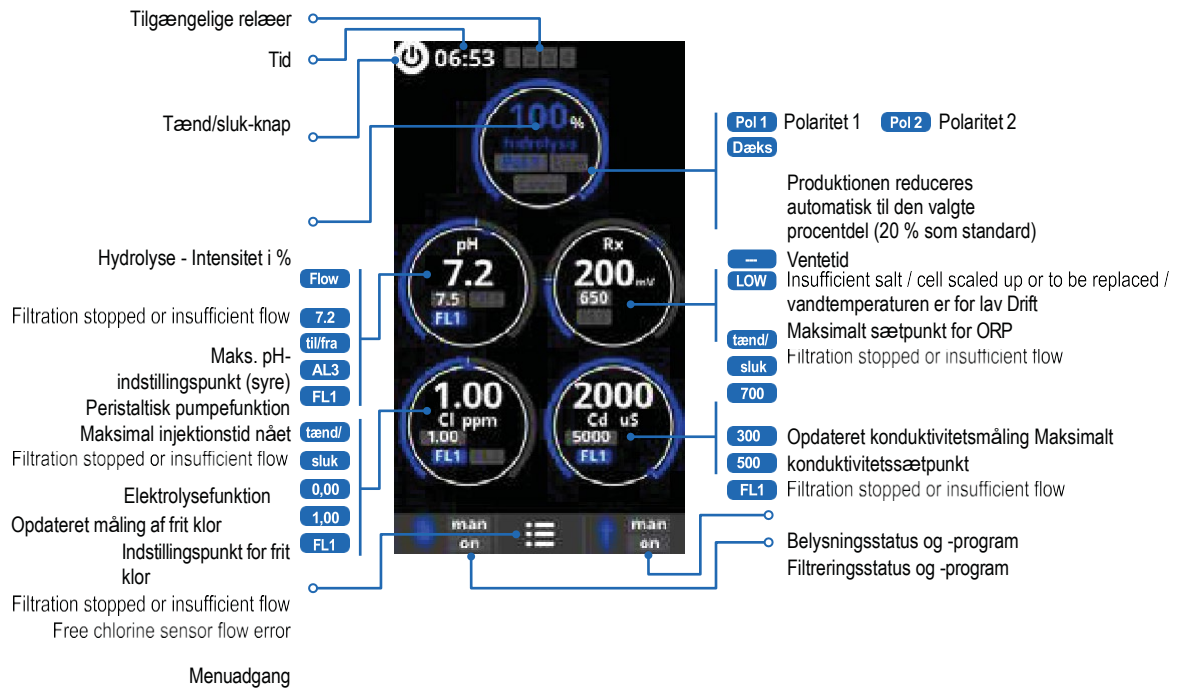 Tilgængelige relæer
Tid
Tænd/sluk-knap
Hydrolyse - Intensitet i %
Flow
Filtration stopped or insufficient flow
7.2
til/fra
Maks. pH-
indstillingspunkt (syre)
AL3
FL1
Peristaltisk pumpefunktion
Maksimal injektionstid nået
tænd/
Filtration stopped or insufficient flow
sluk
Elektrolysefunktion
0,00
Opdateret måling af frit klor
1,00
Indstillingspunkt for frit
klor
FL1
Filtration stopped or insufficient flow
Free chlorine sensor flow error
Menuadgang
06:53
100 %
hidrolysis
Pol 1
pH
7.2
7.5
FL1
Rx
200 mV
650
1.00
Cl ppm
1.00
FL1
2000
Cd uS
5000
FL1
man
on
man
on
Pol 1 Polaritet 1 Pol 2 Polaritet 2
Dæks
Produktionen reduceres
automatisk til den valgte
procentdel (20 % som standard)
--- Ventetid
LOW Insufficient salt / cell scaled up or to be replaced /
vandtemperaturen er for lav Drift
Maksimalt sætpunkt for ORP
tænd/
Filtration stopped or insufficient flow
sluk
700
300 Opdateret konduktivitetsmåling Maksimalt
500 konduktivitetssætpunkt
FL1 Filtration stopped or insufficient flow
Belysningsstatus og -program
Filtreringsstatus og -program